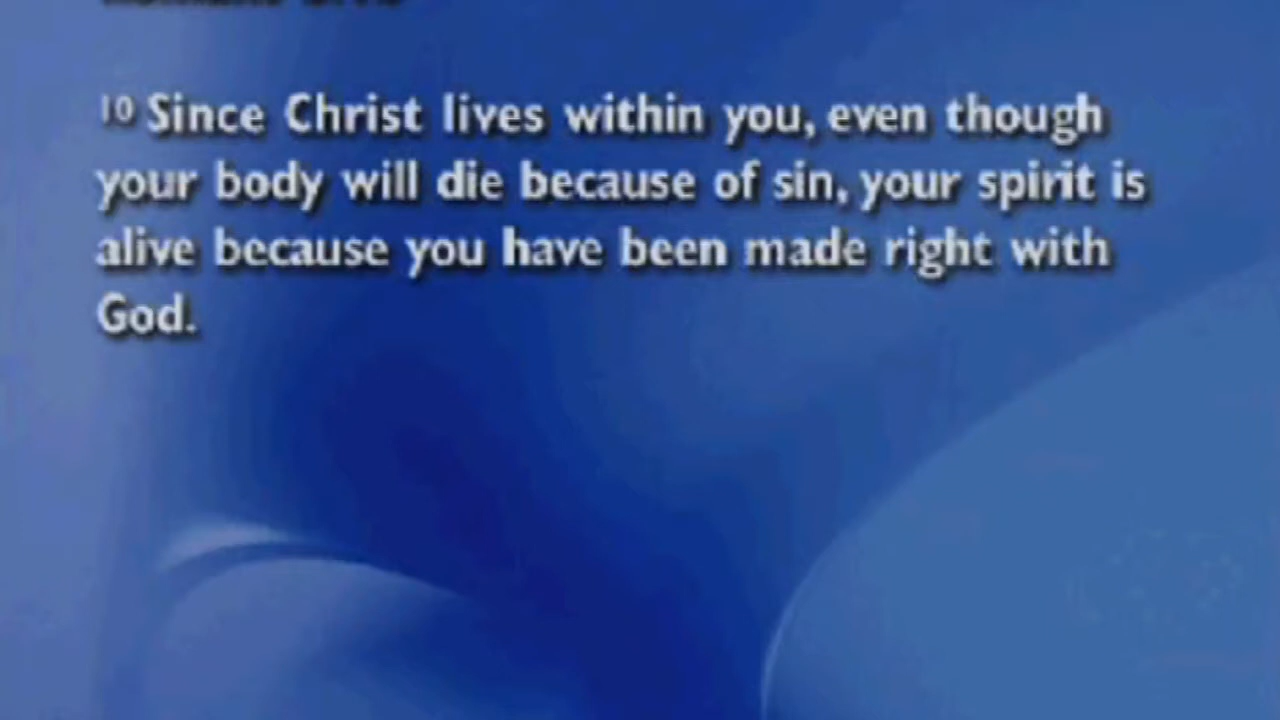 10 Since Christ lives within you, even though
your body will die because of sin, your spirit is
alive because you have been made right with
God.